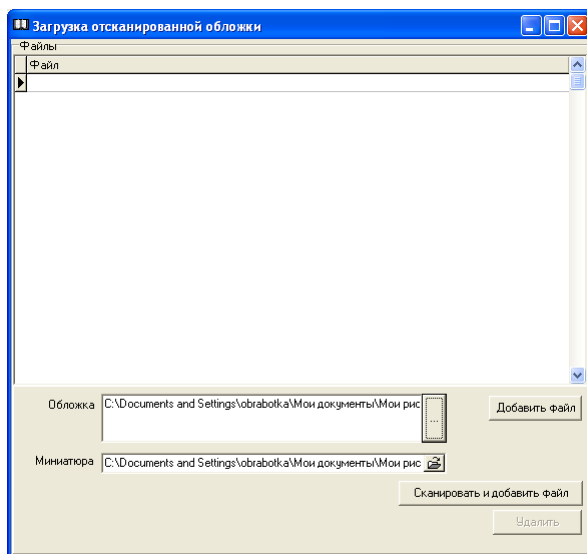 Загрузка отсканированной обложки
Файлы
Файл
Обложка C:\Documents and Settings\obrabotka\Мои документы\Мои рис ... Добавить файл
Миниатюра C:\Documents and Settings\obrabotka\Мои документы\Мои рис
Сканировать и добавить файл
Удалить